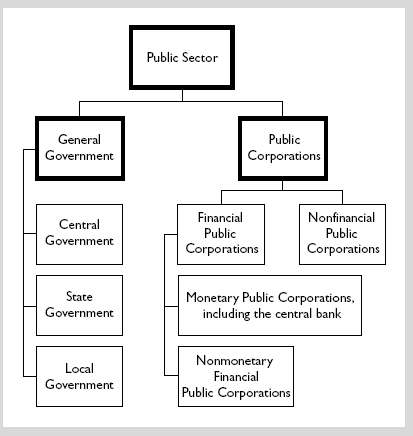 Public Sector
General
Government
Public
Corporations
Central
Government
Financial
Public
Corporations
Nonfinancial
Public
Corporations
State
Government
Monetary Public Corporations,
including the central bank
Local
Government
Nonmonetary
Financial
Public Corporations